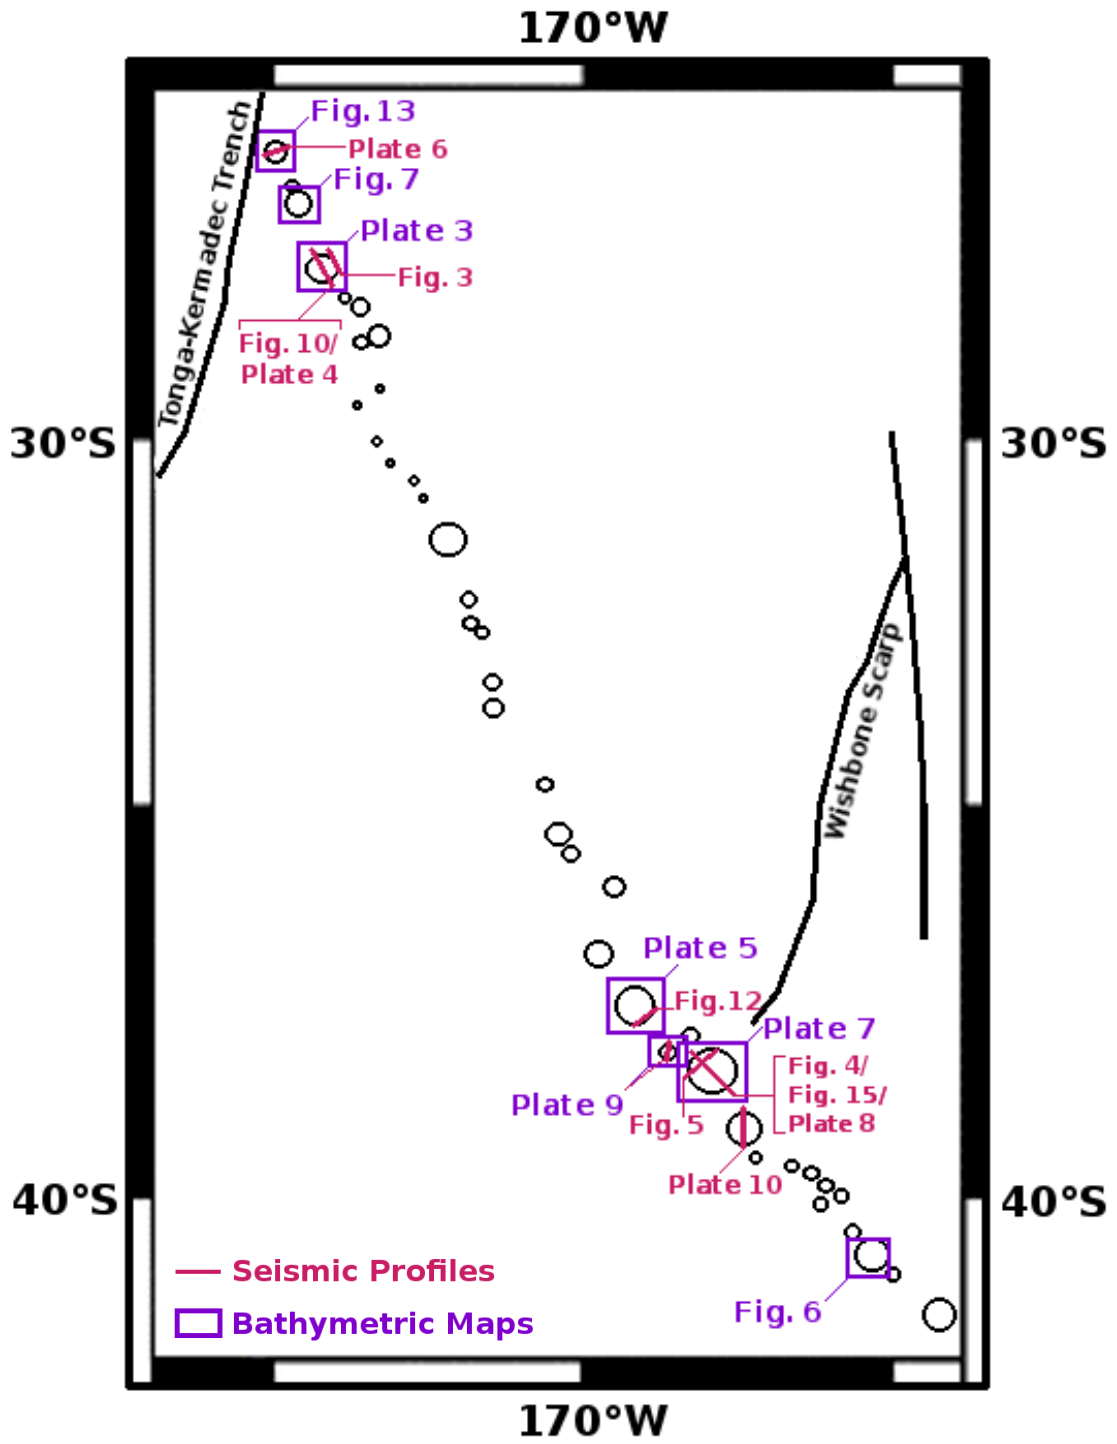 170°W
Fig. 13
Plate 6
Fig. 7
Plate 3
Fig. 3
Tonga-Kermadec Trench
Fig. 10/
Plate 4
30°S
30°S
Wishbone Scarp
Plate 5
Fig.12
Plate 7
Fig. 4/
Fig. 15/
Plate 8
Plate 9
Fig. 5
Plate 10
40°S
40°S
Seismic Profiles
Fig. 6
Bathymetric Maps
170°W